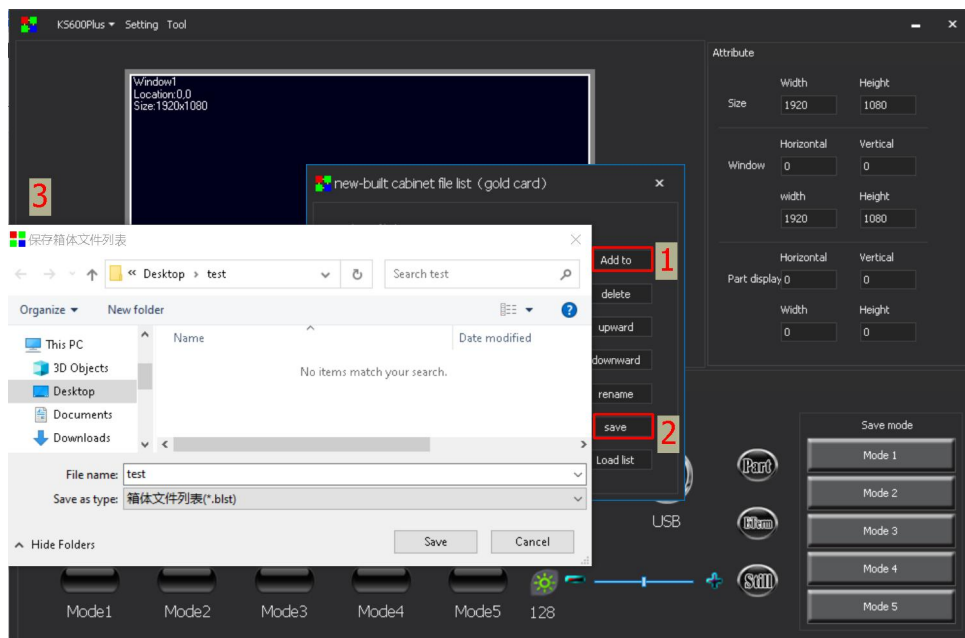 KS600Plus Setting Tool
Attribute
Window1
Location:0,0
Size:1920x1080
Width Height
Size 1920 1080
Horizontal Vertical
Window 0 0
width Height
1920 1080
Horizontal Vertical
Part display 0 0
Width Height
0 0
3
new-built cabinet file list（gold card）
Add to
1
delete
upward
downward
rename
save
2
Load list
保存箱体文件列表
« Desktop › test
Search test
Organize New folder
This PC
3D Objects
Desktop
Documents
Downloads
Name Date modified
No items match your search.
File name: test
Save as type: 箱体文件列表(*.blst)
Hide Folders
Save Cancel
USB
Part
Still
Save mode
Mode 1
Mode 2
Mode 3
Mode 4
Mode 5
Mode1 Mode2 Mode3 Mode4 Mode5 128